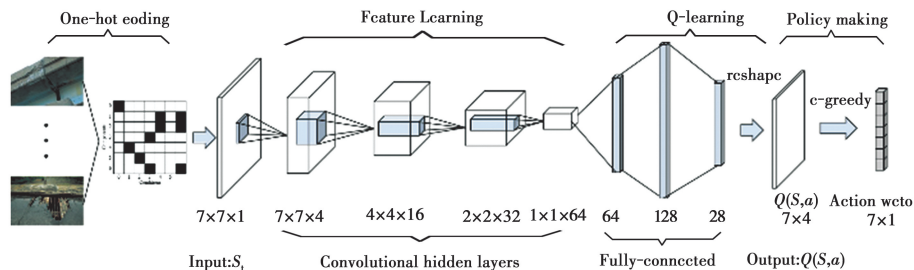 One-hot eoding
Fcature Lcarning
Q-learning
Policy making
rcshapc
c-greedy
7×7×1
7×7×4
4×4×16
2×2×32
1×1×64
64
128
28
Q(S,a)
7×4
Action wcto
7×1
Input:Sₜ
Convolutional hidden layers
Fully-conncctcd
Output:Q(S,a)